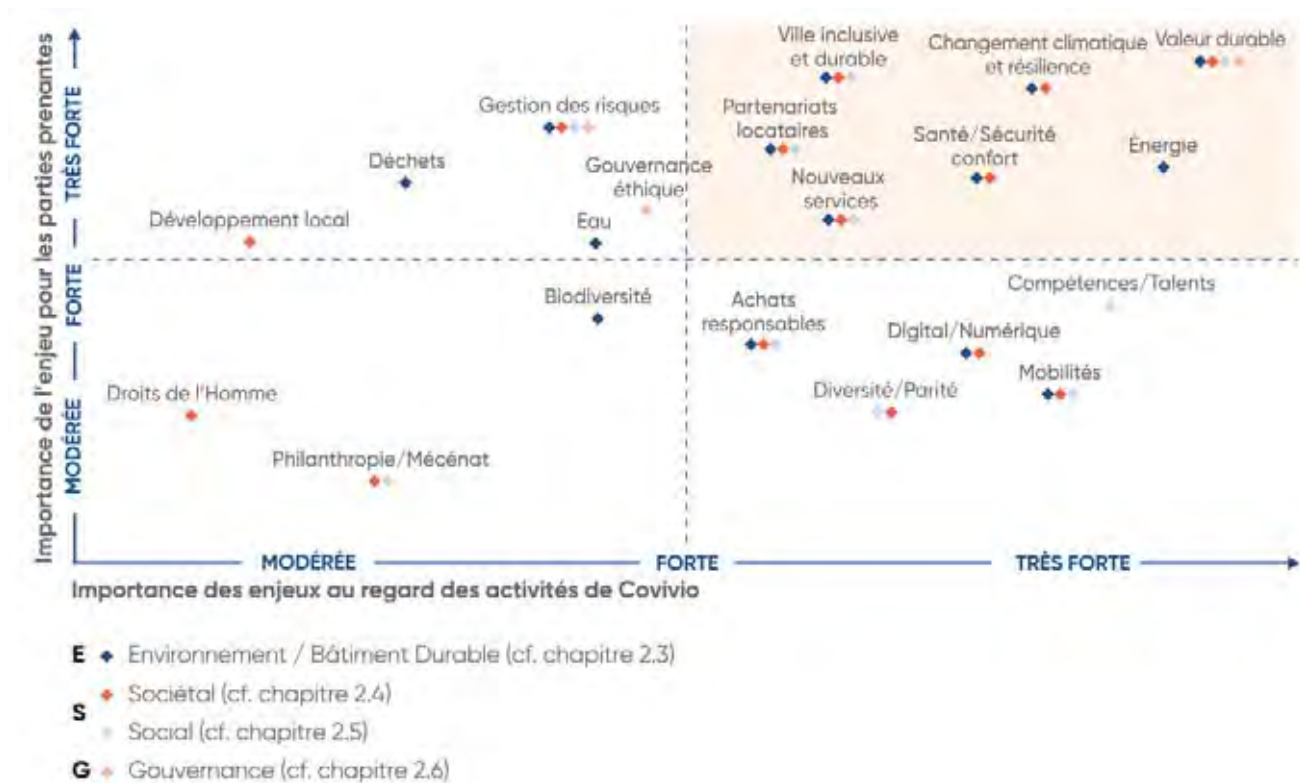 Importance de l'enjeu pour les parties prenantes
TRÈS FORTE
FORTE
MODÉRÉE
Ville inclusive
et durable
Changement climatique
et résilience
Valeur durable
Gestion des risques
Partenariats
locataires
Santé/Sécurité
confort
Énergie
Déchets
Gouvernance
éthique
Nouveaux
services
Développement local
Eau
Biodiversité
Achats
responsables
Compétences/Talents
Digital/Numérique
Mobilités
Droits de l'Homme
Diversité/Parité
Philanthropie/Mécénat
MODÉRÉE
FORTE
TRÈS FORTE
Importance des enjeux au regard des activités de Covivio
E Environnement / Bâtiment Durable (cf. chapitre 2.3)
S
Sociétal (cf. chapitre 2.4)
Social (cf. chapitre 2.5)
G Gouvernance (cf. chapitre 2.6)